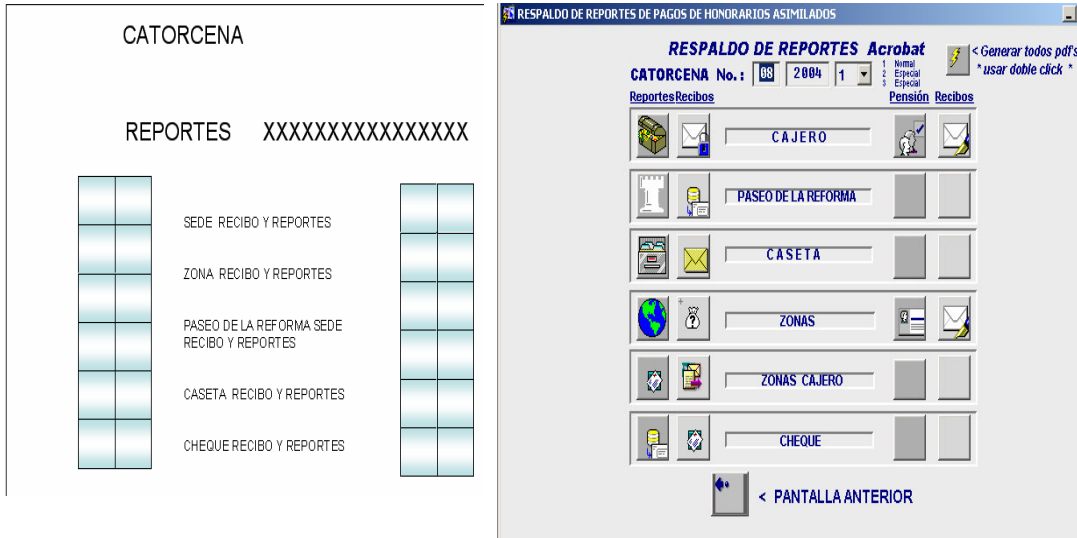 CATORCENA
REPORTES XXXXXXXXXXXXXXXX
SEDE RECIBO Y REPORTES
ZONA RECIBO Y REPORTES
PASEO DE LA REFORMA SEDE
RECIBO Y REPORTES
CASETA RECIBO Y REPORTES
CHEQUE RECIBO Y REPORTES
RESPALDO DE REPORTES DE PAGOS DE HONORARIOS ASIMILADOS
RESPALDO DE REPORTES Acrobat
< Generar todos pdf's
* usar doble click *
CATORCENA No.: 08 2004 1
1 Normal
2 Especial
3 Especial
Reportes Recibos Pensión Recibos
CAJERO
PASEO DE LA REFORMA
CASETA
ZONAS
ZONAS CAJERO
CHEQUE
< PANTALLA ANTERIOR